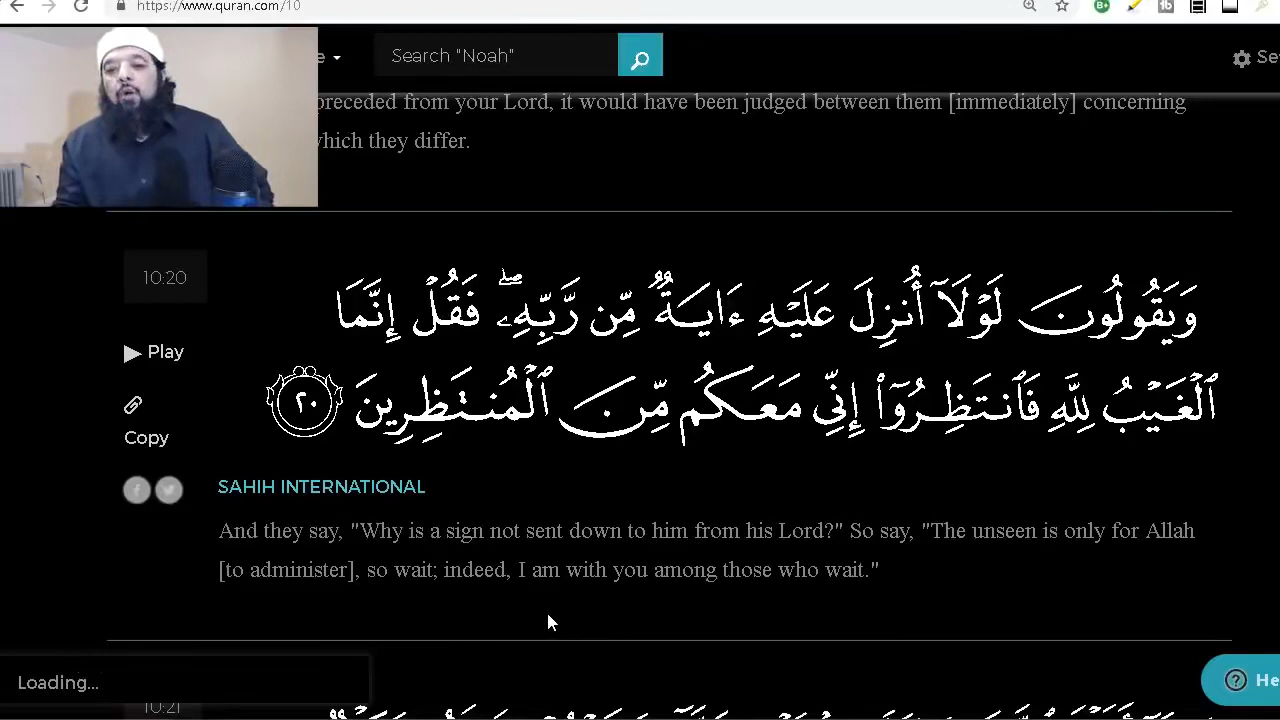 https://www.quran.com/10
Search "Noah"
preceded from your Lord, it would have been judged between them [immediately] concerning
which they differ.
10:20
وَيَقُولُونَ لَوْلَآ أُنزِلَ عَلَيْهِ ءَايَةٌ مِّن رَّبِّهِۦ ۖ فَقُلْ إِنَّمَا
ٱلْغَيْبُ لِلَّهِ فَٱنتَظِرُوٓا۟ إِنِّى مَعَكُم مِّنَ ٱلْمُنتَظِرِينَ ٢٠
Play
Copy
SAHIH INTERNATIONAL
And they say, "Why is a sign not sent down to him from his Lord?" So say, "The unseen is only for Allah
[to administer], so wait; indeed, I am with you among those who wait."
Loading...
10:21